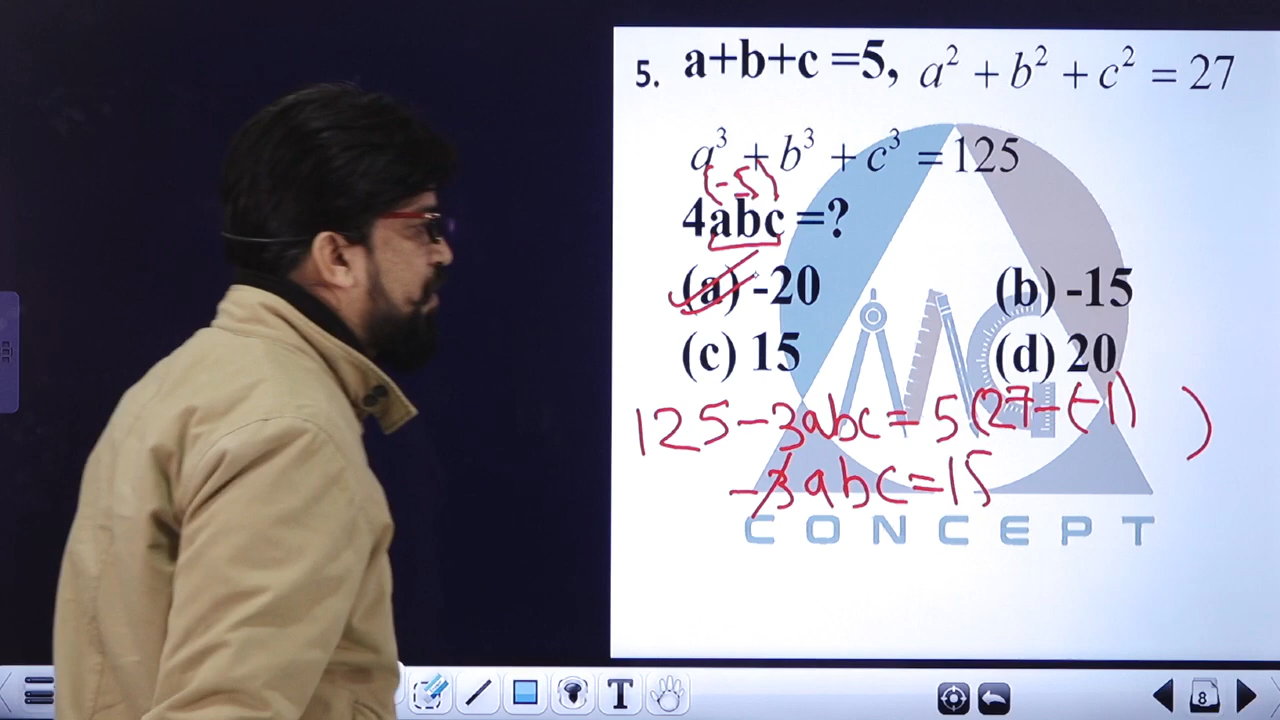 5. a+b+c =5, a² + b² + c² = 27
a³ + b³ + c³ = 125
(-5)
4abc =?
(a) -20 (b) -15
(c) 15 (d) 20
125-3abc = 5(27-(-1) )
-3abc=15
CONCEPT
T
8